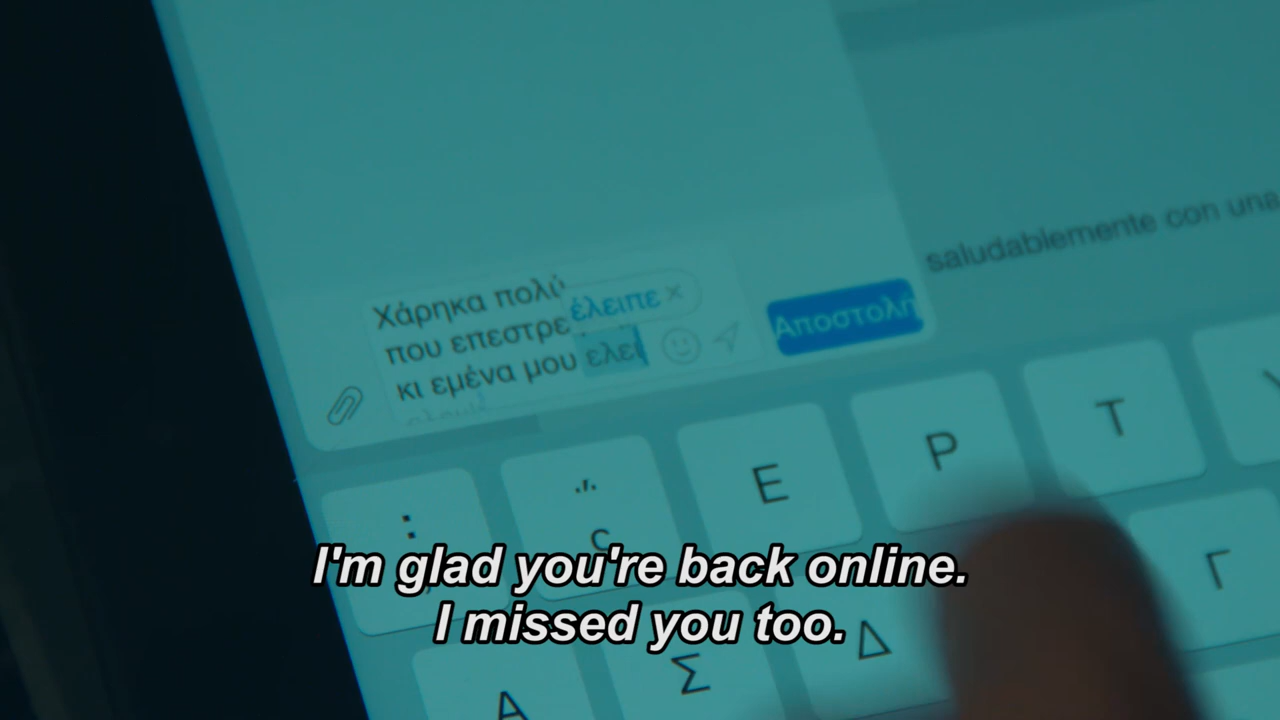 Χάρηκα πολύ
έλειπε ×
που επεστρε
κι εμένα μου ελει
Αποστολή
saludablemente con una
: ΅ ς Ε Ρ Τ
Α Σ Δ Γ
I'm glad you're back online.
I missed you too.